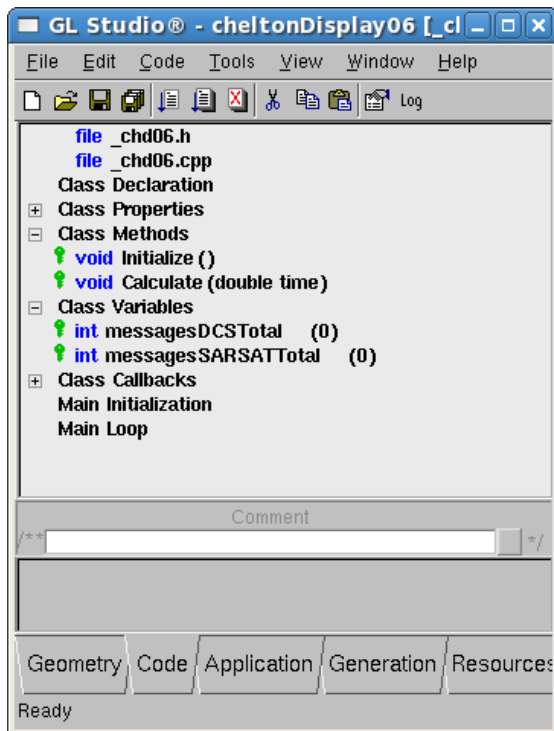 GL Studio® - cheltonDisplay06 [_cl
File Edit Code Tools View Window Help
Log
file _chd06.h
file _chd06.cpp
Class Declaration
Class Properties
Class Methods
void Initialize ()
void Calculate (double time)
Class Variables
int messagesDCSTotal (0)
int messagesSARSATTotal (0)
Class Callbacks
Main Initialization
Main Loop
Comment
/** */
Geometry Code Application Generation Resources
Ready